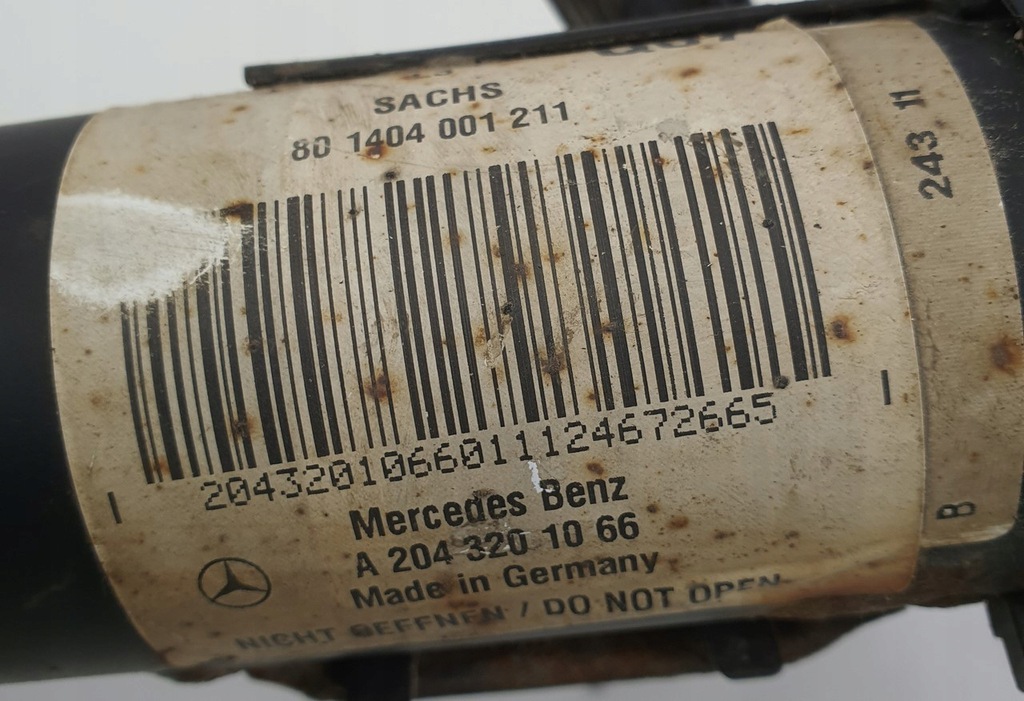 SACHS
80 1404 001 211
20432010660111124672665
Mercedes Benz
A 204 320 10 66
Made in Germany
NICHT OEFFNEN / DO NOT OPEN
243 11
B